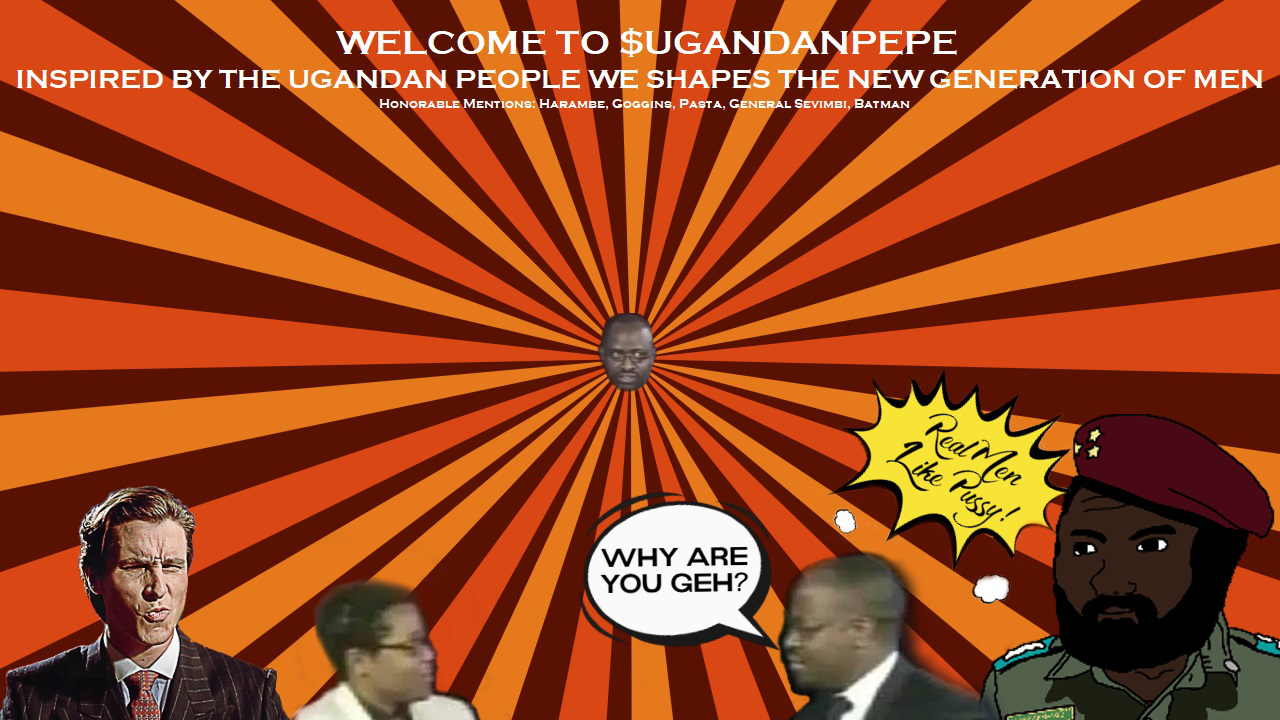 WELCOME TO $UGANDANPEPE
INSPIRED BY THE UGANDAN PEOPLE WE SHAPES THE NEW GENERATION OF MEN
HONORABLE MENTIONS: HARAMBE, GOGGINS, PASTA, GENERAL SEVIMBI, BATMAN
Real Men
Like Pussy!
WHY ARE
YOU GEH?